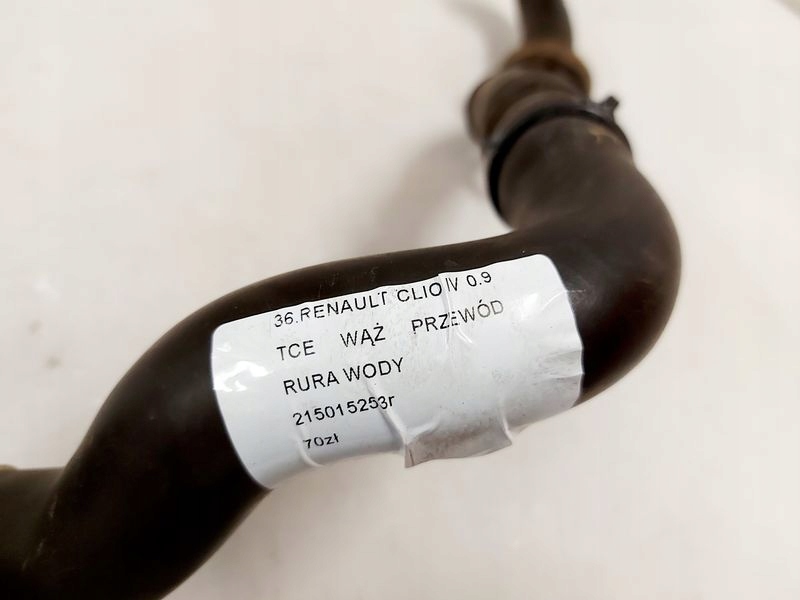 36.RENAULT CLIO IV 0.9
TCE WĄŻ PRZEWÓD
RURA WODY
215015253r
70zł